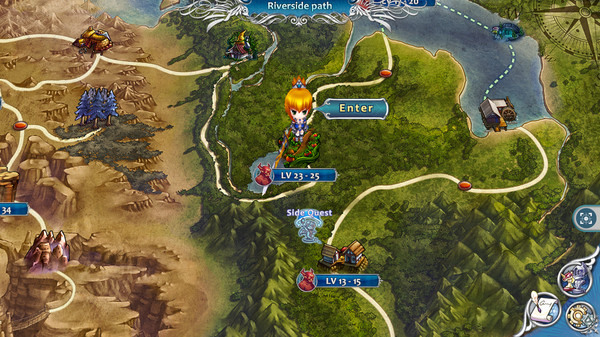 Riverside path
Enter
LV 23 - 25
34
Side Quest
LV 13 - 15